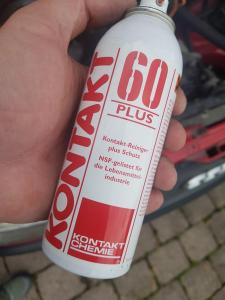 KONTAKT
60
PLUS
Kontakt-Reiniger
plus Schutz
NSF-gelistet für
die Lebensmittel-
industrie
KONTAKT
CHEMIE